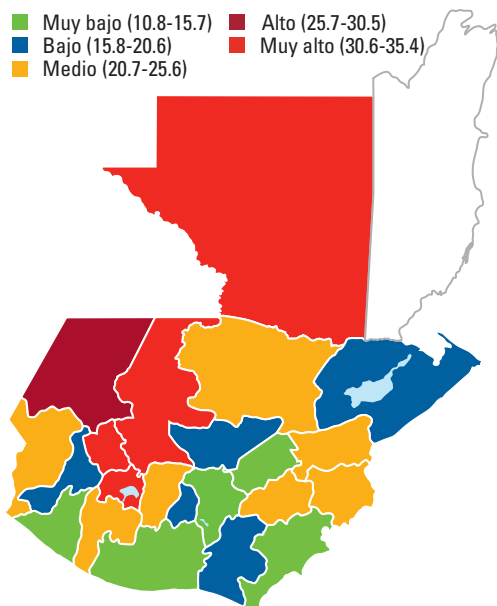 Muy bajo (10.8-15.7)
Bajo (15.8-20.6)
Medio (20.7-25.6)
Alto (25.7-30.5)
Muy alto (30.6-35.4)